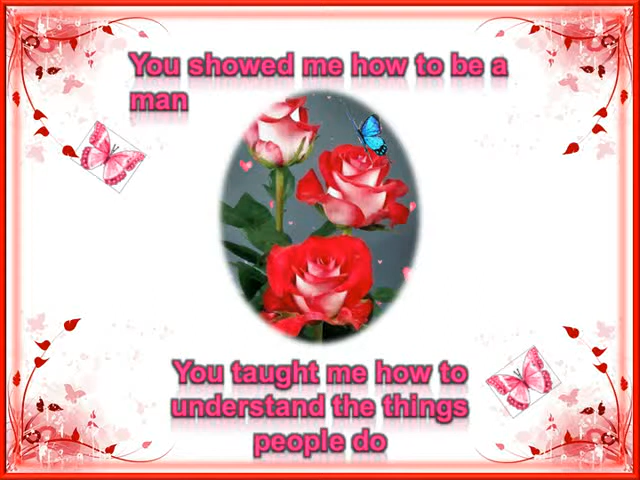 You showed me how to be a
man
You taught me how to
understand the things
people do